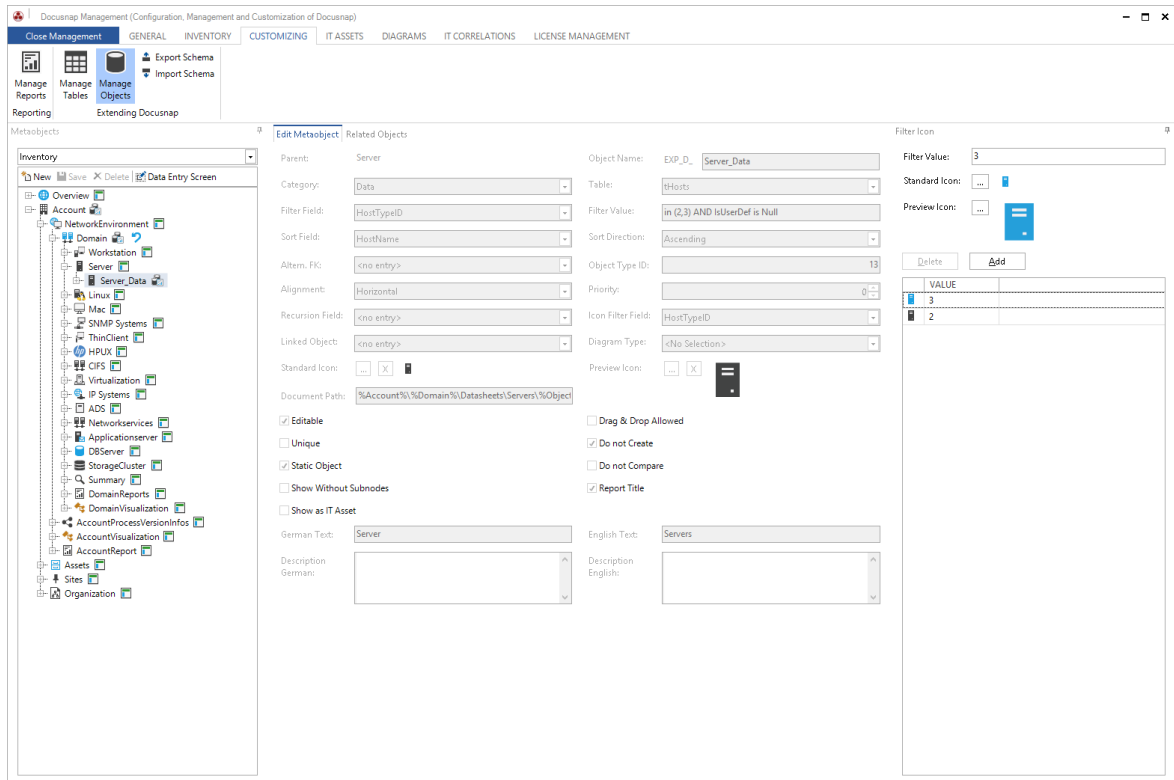 Docusnap Management (Configuration, Management and Customization of Docusnap)
Close Management GENERAL INVENTORY CUSTOMIZING IT ASSETS DIAGRAMS IT CORRELATIONS LICENSE MANAGEMENT
Manage Reports
Manage Tables
Manage Objects
Export Schema
Import Schema
Reporting Extending Docusnap
Metaobjects
Inventory
New Save Delete Data Entry Screen
Overview
Account
NetworkEnvironment
Domain
Workstation
Server
Server_Data
Linux
Mac
SNMP Systems
ThinClient
HPUX
CIFS
Virtualization
IP Systems
ADS
Networkservices
Applicationserver
DBServer
StorageCluster
Summary
DomainReports
DomainVisualization
AccountProcessVersionInfos
AccountVisualization
AccountReport
Assets
Sites
Organization
Edit Metaobject Related Objects
Parent: Server Object Name: EXP_D_ Server_Data
Category: Data Table: tHosts
Filter Field: HostTypeID Filter Value: in (2,3) AND IsUserDef is Null
Sort Field: HostName Sort Direction: Ascending
Altern. FK: <no entry> Object Type ID: 13
Alignment: Horizontal Priority: 0
Recursion Field: <no entry> Icon Filter Field: HostTypeID
Linked Object: <no entry> Diagram Type: <No Selection>
Standard Icon: ... X Preview Icon: ... X
Document Path: %Account%\%Domain%\Datasheets\Servers\%Object
Editable Drag & Drop Allowed
Unique Do not Create
Static Object Do not Compare
Show Without Subnodes Report Title
Show as IT Asset
German Text: Server English Text: Servers
Description German: Description English:
Filter Icon
Filter Value: 3
Standard Icon: ...
Preview Icon: ...
Delete Add
VALUE
3
2